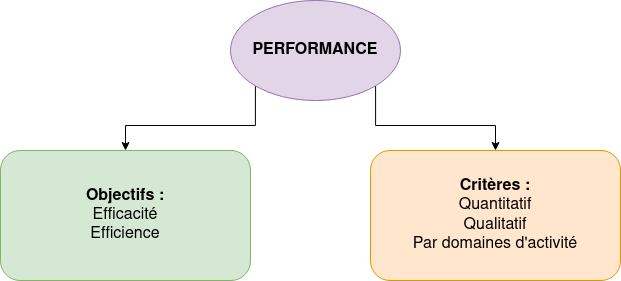 PERFORMANCE
Objectifs :
Efficacité
Efficience
Critères :
Quantitatif
Qualitatif
Par domaines d'activité